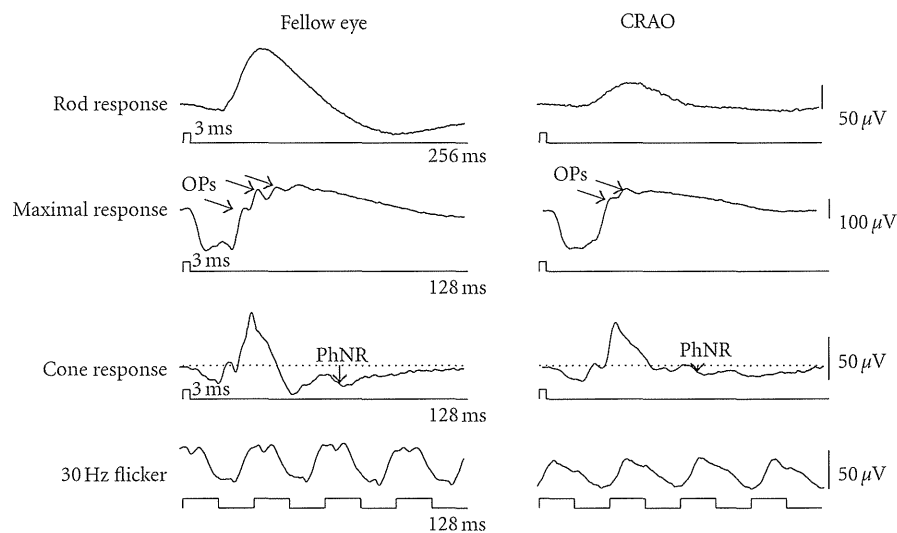 Fellow eye
CRAO
Rod response
3 ms
50 µV
256 ms
OPs
OPs
Maximal response
100 µV
3 ms
128 ms
PhNR
PhNR
Cone response
50 µV
3 ms
128 ms
30 Hz flicker
50 µV
128 ms